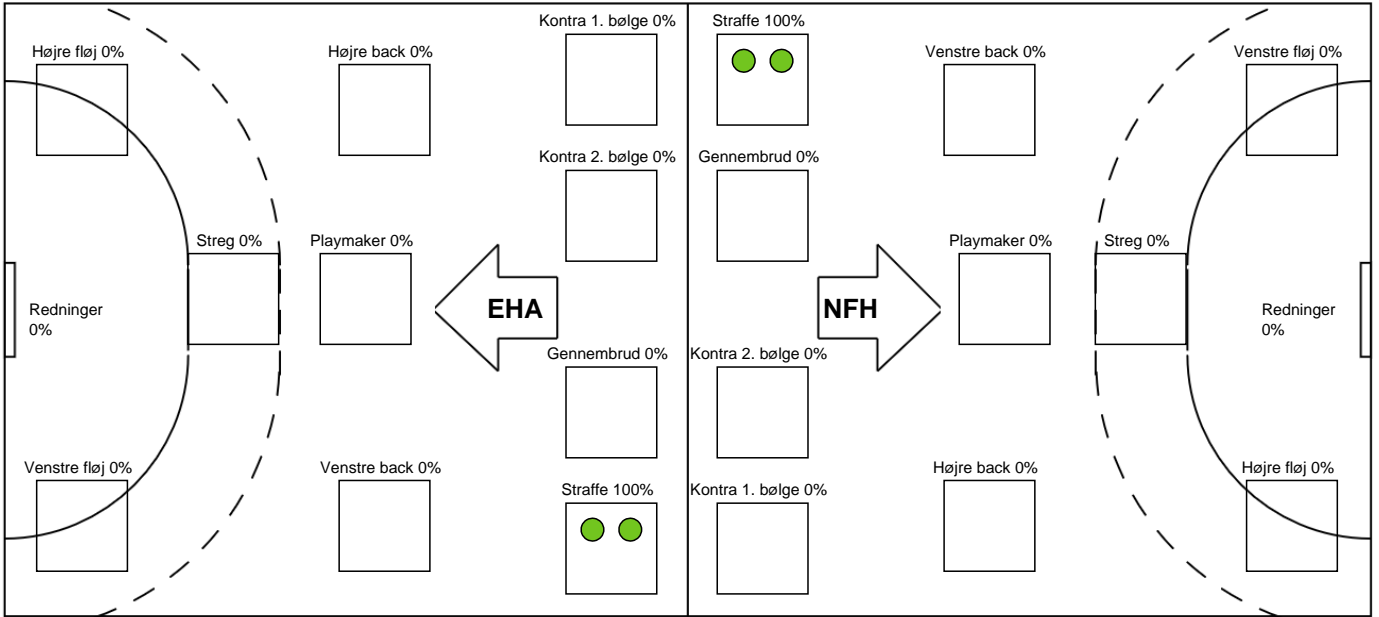 Kontra 1. bølge 0%
Straffe 100%
Højre fløj 0%
Højre back 0%
Venstre back 0%
Venstre fløj 0%
Kontra 2. bølge 0%
Gennembrud 0%
Streg 0%
Playmaker 0%
Playmaker 0%
Streg 0%
Redninger
0%
EHA
NFH
Redninger
0%
Gennembrud 0%
Kontra 2. bølge 0%
Venstre fløj 0%
Venstre back 0%
Højre back 0%
Højre fløj 0%
Straffe 100%
Kontra 1. bølge 0%